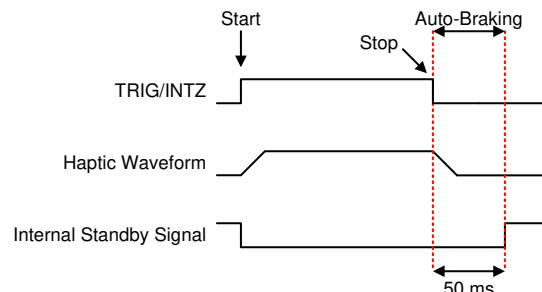 Start
Auto-Braking
Stop
TRIG/INTZ
Haptic Waveform
Internal Standby Signal
50 ms